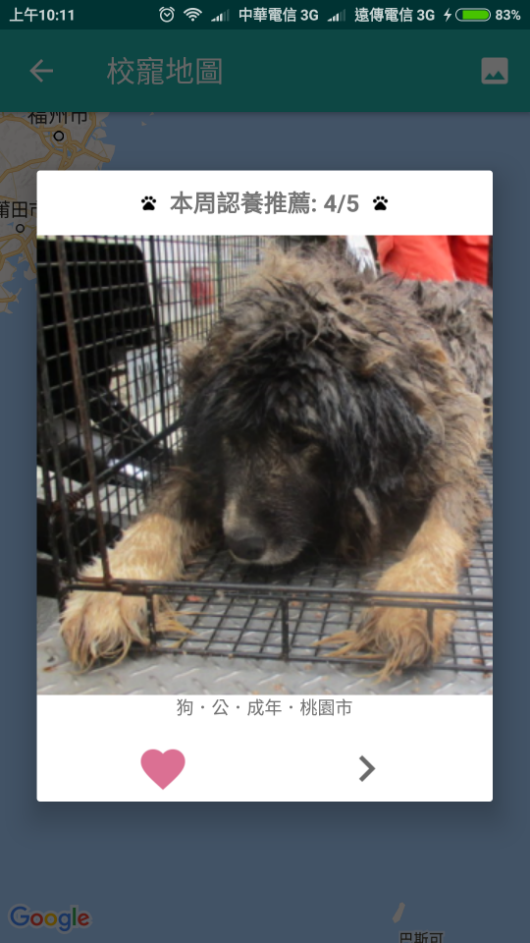 上午10:11 中華電信 3G 遠傳電信 3G 83%
校寵地圖
福州市
莆田市
本周認養推薦: 4/5
狗・公・成年・桃園市
Google
巴斯可